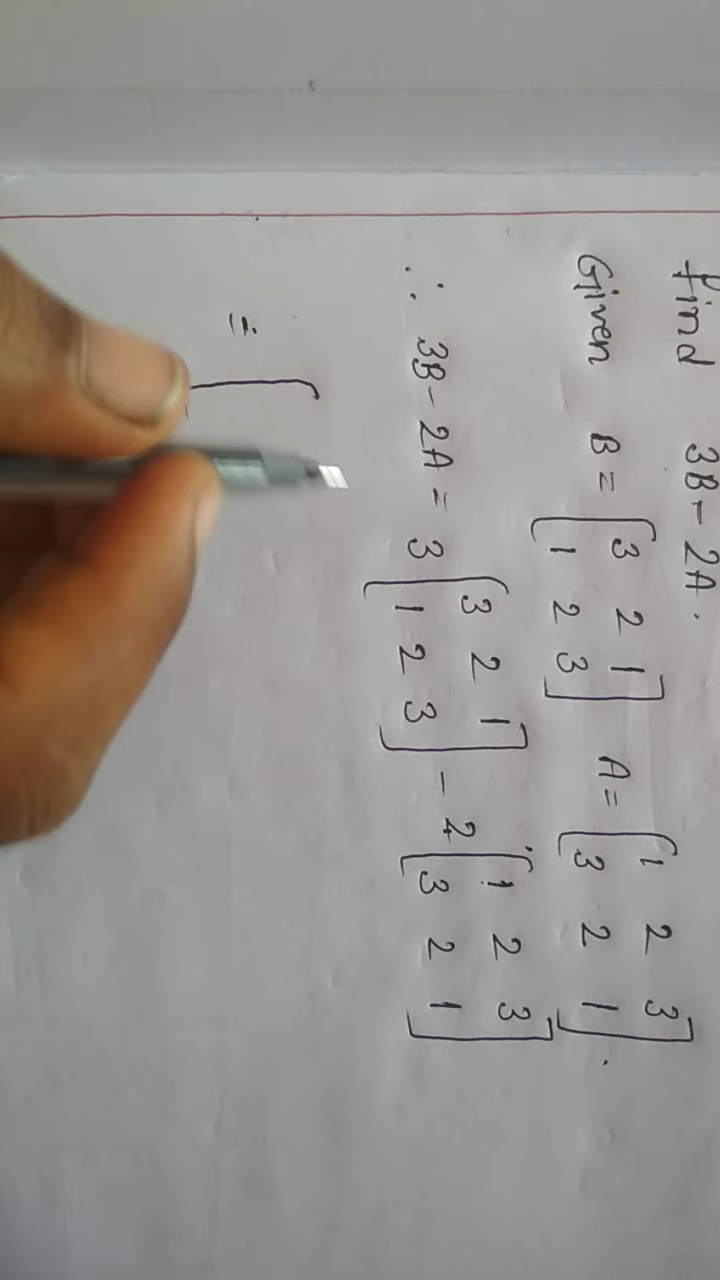 find 3B - 2A.
Given B = [3 2 1 A = [1 2 3
1 2 3] 3 2 1].
∴ 3B - 2A = 3 [3 2 1 - 2 [1 2 3
1 2 3] 3 2 1]
= [